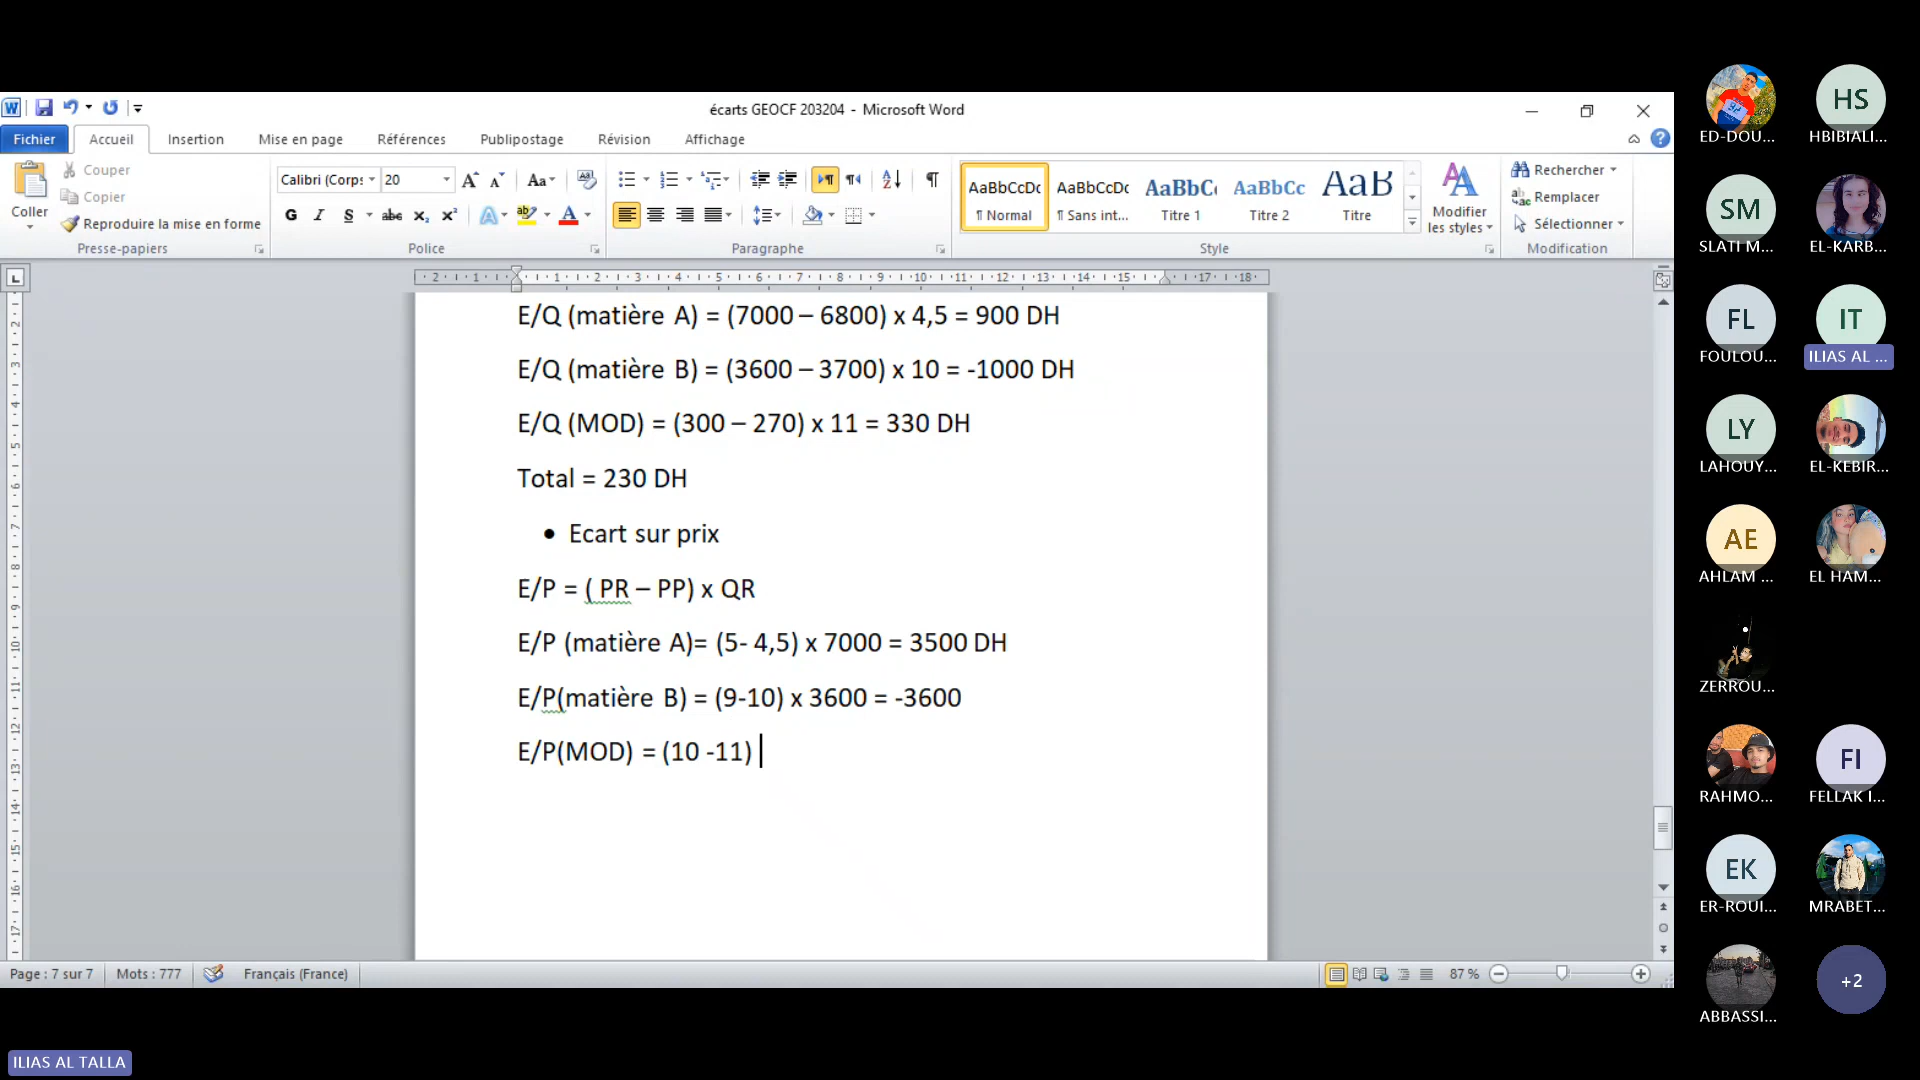 écarts GEOCF 203204 - Microsoft Word
Fichier Accueil Insertion Mise en page Références Publipostage Révision Affichage
Coller
Couper
Copier
Reproduire la mise en forme
Presse-papiers
Calibri (Corps 20
G I S abc x₂ x²
Police
Paragraphe
AaBbCcDc AaBbCcDc AaBbC AaBbCc AaB
¶ Normal ¶ Sans int... Titre 1 Titre 2 Titre
Modifier les styles
Style
Rechercher
Remplacer
Sélectionner
Modification
E/Q (matière A) = (7000 – 6800) x 4,5 = 900 DH
E/Q (matière B) = (3600 – 3700) x 10 = -1000 DH
E/Q (MOD) = (300 – 270) x 11 = 330 DH
Total = 230 DH
• Ecart sur prix
E/P = ( PR – PP) x QR
E/P (matière A)= (5- 4,5) x 7000 = 3500 DH
E/P(matière B) = (9-10) x 3600 = -3600
E/P(MOD) = (10 -11)
Page : 7 sur 7 Mots : 777 Français (France) 87 %
ILIAS AL TALLA
ED-DOU...
HS
HBIBIALI...
SM
SLATI M...
EL-KARB...
FL
FOULOU...
IT
ILIAS AL ...
LY
LAHOUY...
EL-KEBIR...
AE
AHLAM ...
EL HAM...
ZERROU...
RAHMO...
FI
FELLAK I...
EK
ER-ROUI...
MRABET...
ABBASSI...
+2